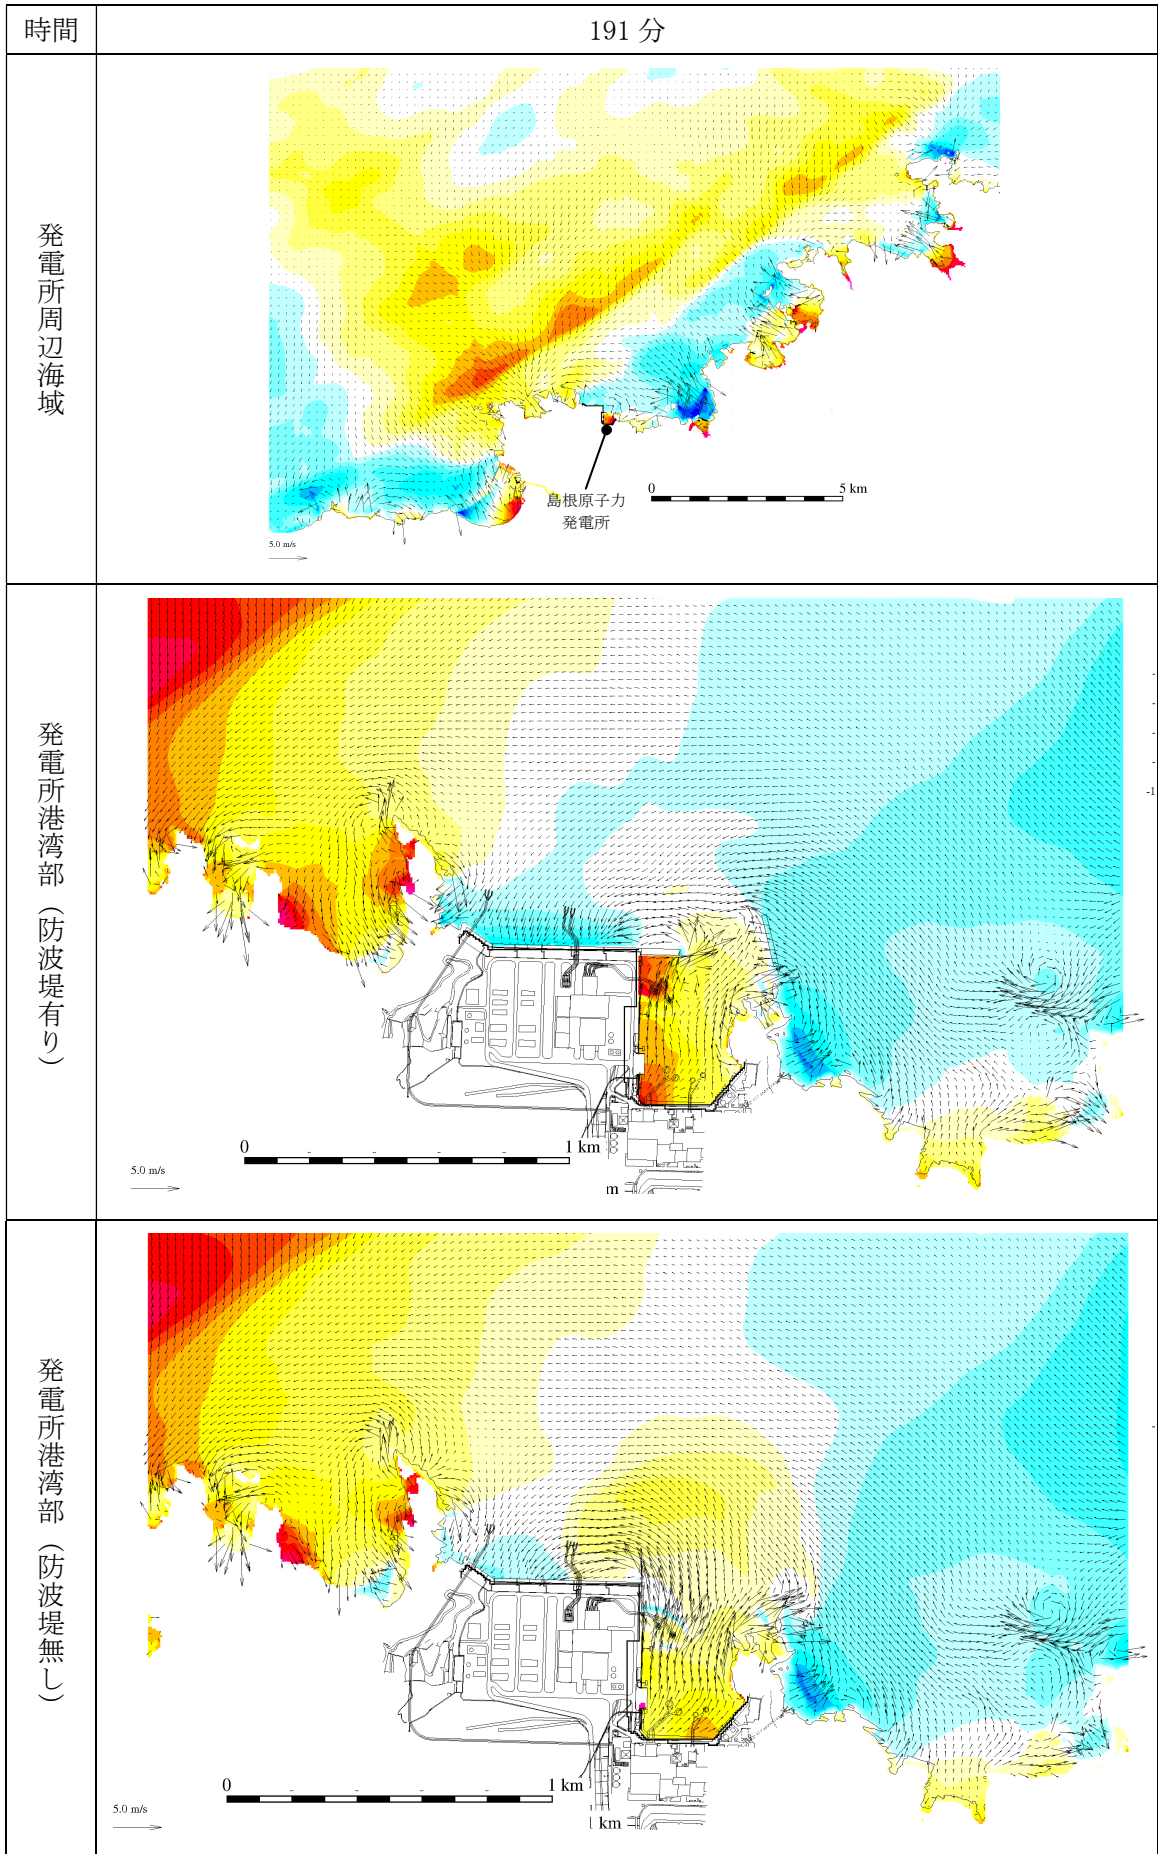 時間
191 分
発電所周辺海域
島根原子力
発電所
0
5 km
5.0 m/s
発電所港湾部（防波堤有り）
-1
0
1 km
5.0 m/s
m
発電所港湾部（防波堤無し）
0
1 km
5.0 m/s
1 km